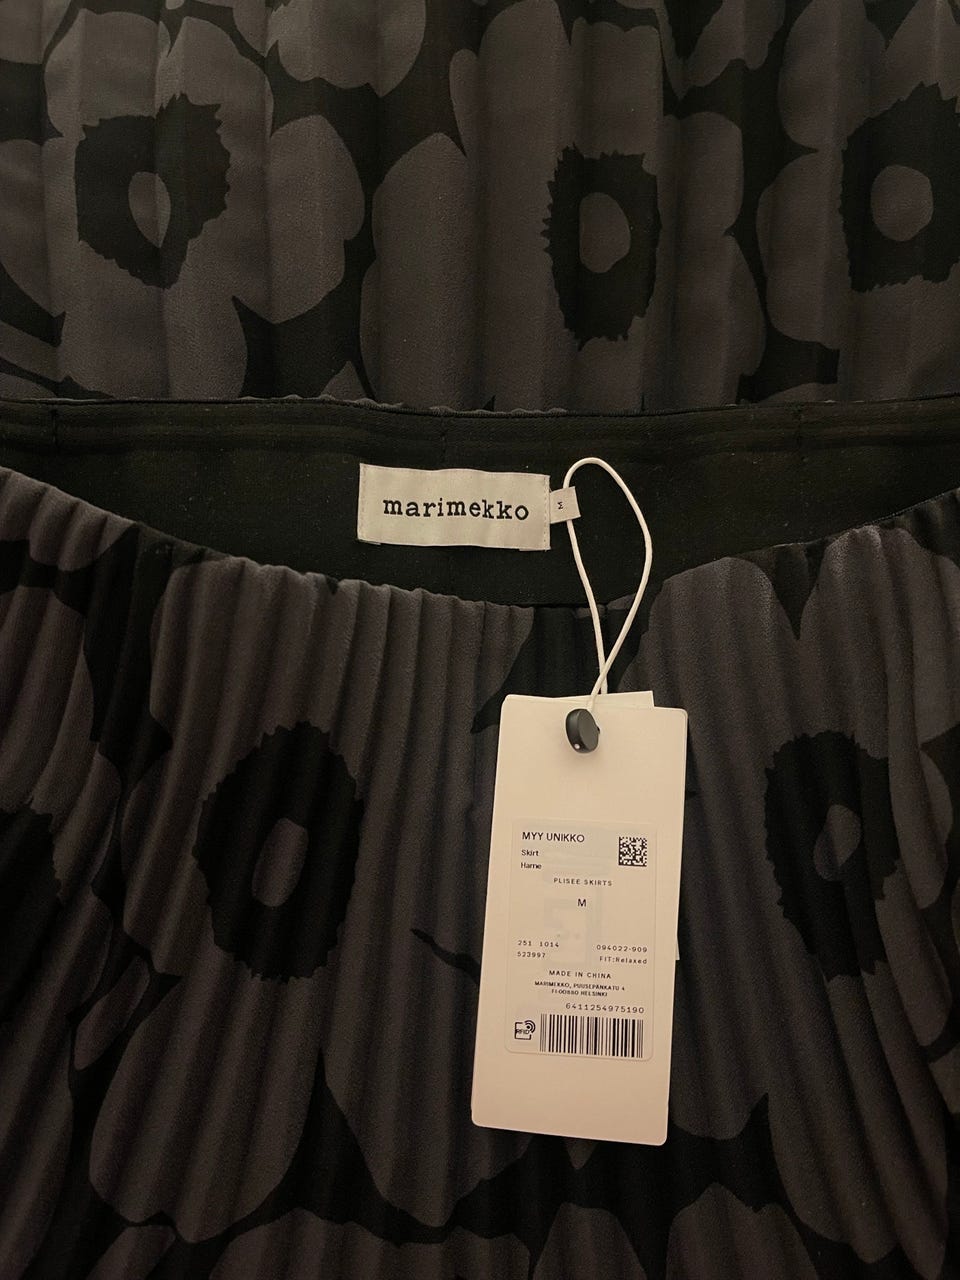 marimekko
M
MYY UNIKKO
Skirt
Hame
PLISEE SKIRTS
M
251 1014 094022-909
523997 FIT:Relaxed
MADE IN CHINA
MARIMEKKO, PUUSEPÄNKATU 4
FI-00880 HELSINKI
6411254975190
RFID